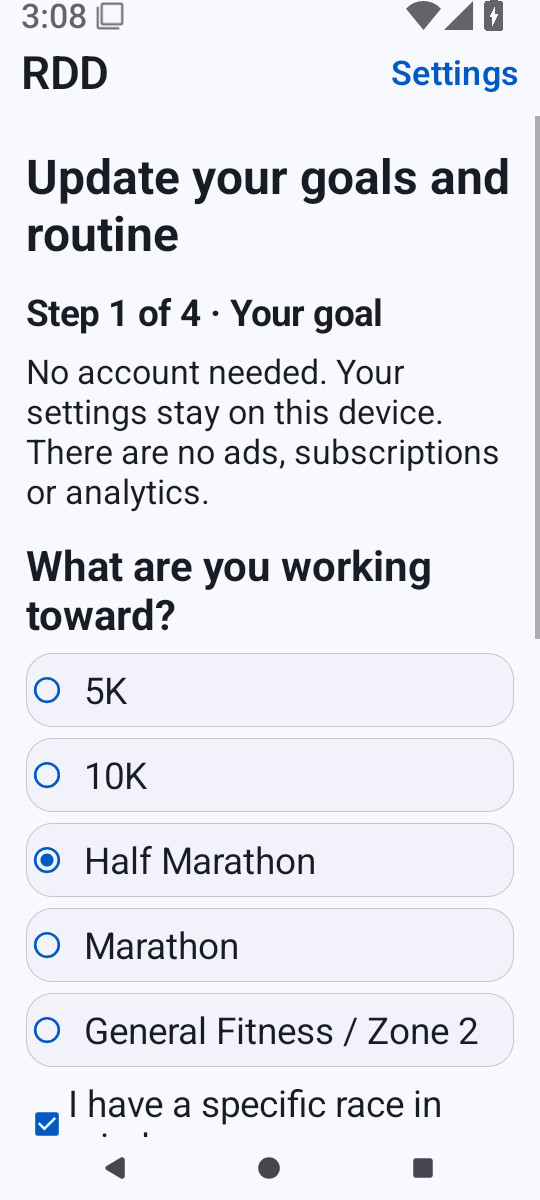 3:08
RDD
Settings
Update your goals and
routine
Step 1 of 4 · Your goal
No account needed. Your
settings stay on this device.
There are no ads, subscriptions
or analytics.
What are you working
toward?
5K
10K
Half Marathon
Marathon
General Fitness / Zone 2
I have a specific race in